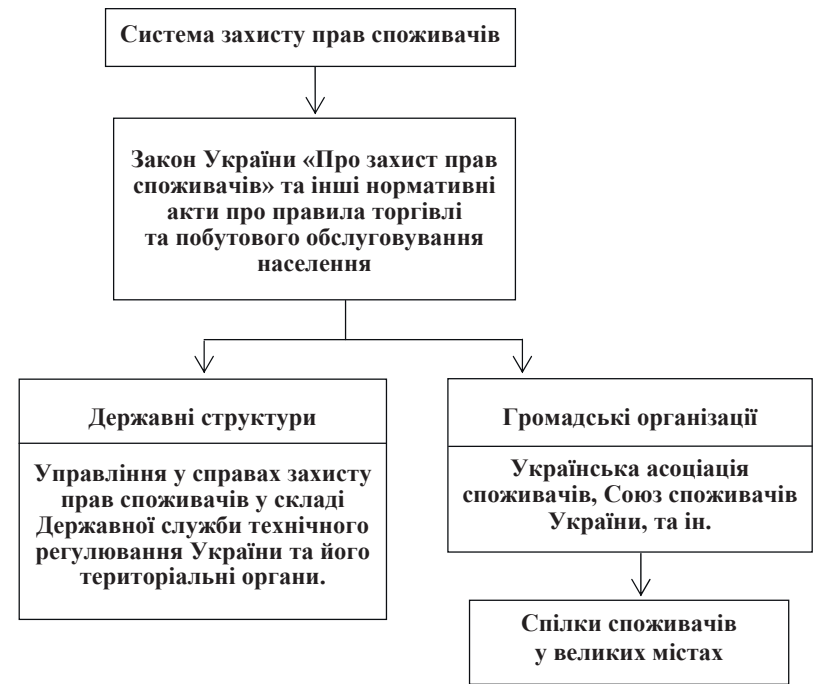 Система захисту прав споживачів
Закон України «Про захист прав
споживачів» та інші нормативні
акти про правила торгівлі
та побутового обслуговування
населення
Державні структури
Управління у справах захисту
прав споживачів у складі
Державної служби технічного
регулювання України та його
територіальні органи.
Громадські організації
Українська асоціація
споживачів, Союз споживачів
України, та ін.
Спілки споживачів
у великих містах